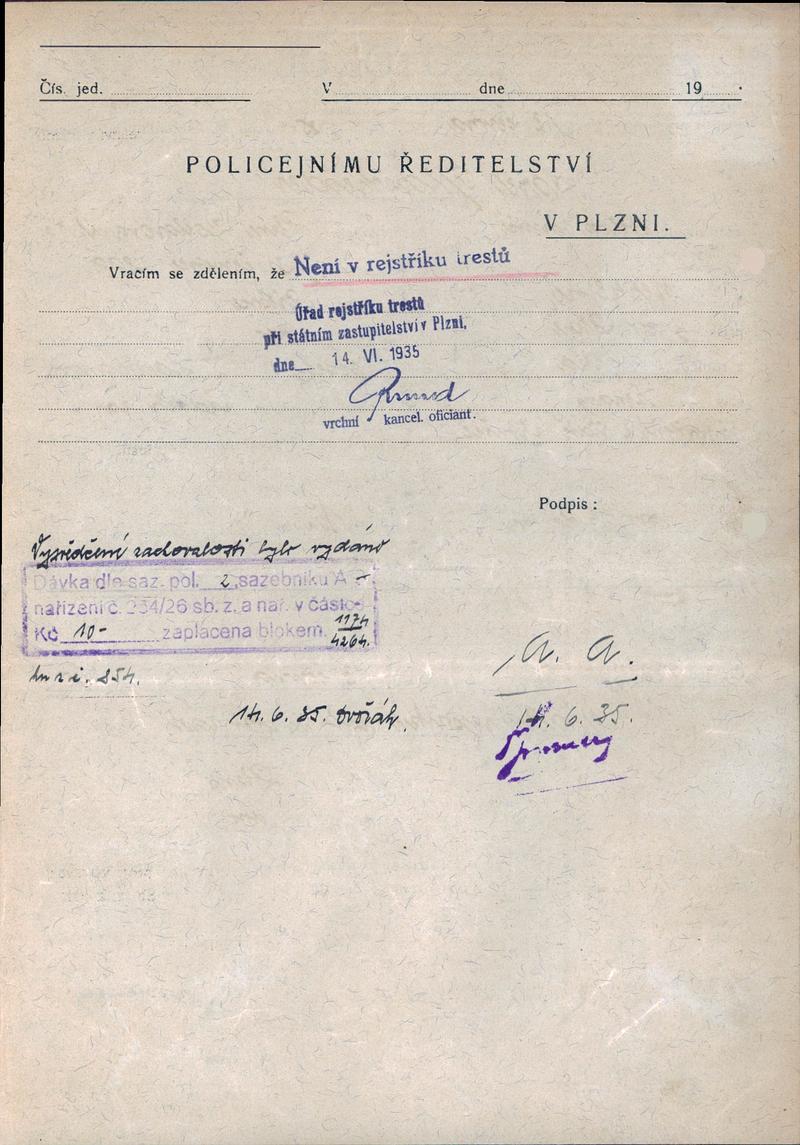 Čís. jed. V dne 19 .
POLICEJNÍMU ŘEDITELSTVÍ
V PLZNI.
Vracím se zdělením, že Není v rejstříku trestů
Úřad rejstříku trestů
při státním zastupitelství v Plzni,
dne 14. VI. 1935
vrchní kancel. oficiant.
Podpis :
Vysvědčení zachovalosti bylo vydáno
Dávka dle saz. pol. 2, sazebníku A –
nařízení č. 254/26 sb. z. a nař. v částce
Kč 10- zaplacena blokem 1174
4264.
a. a.
14. 6. 35. Dvořák.
14. 6. 35.